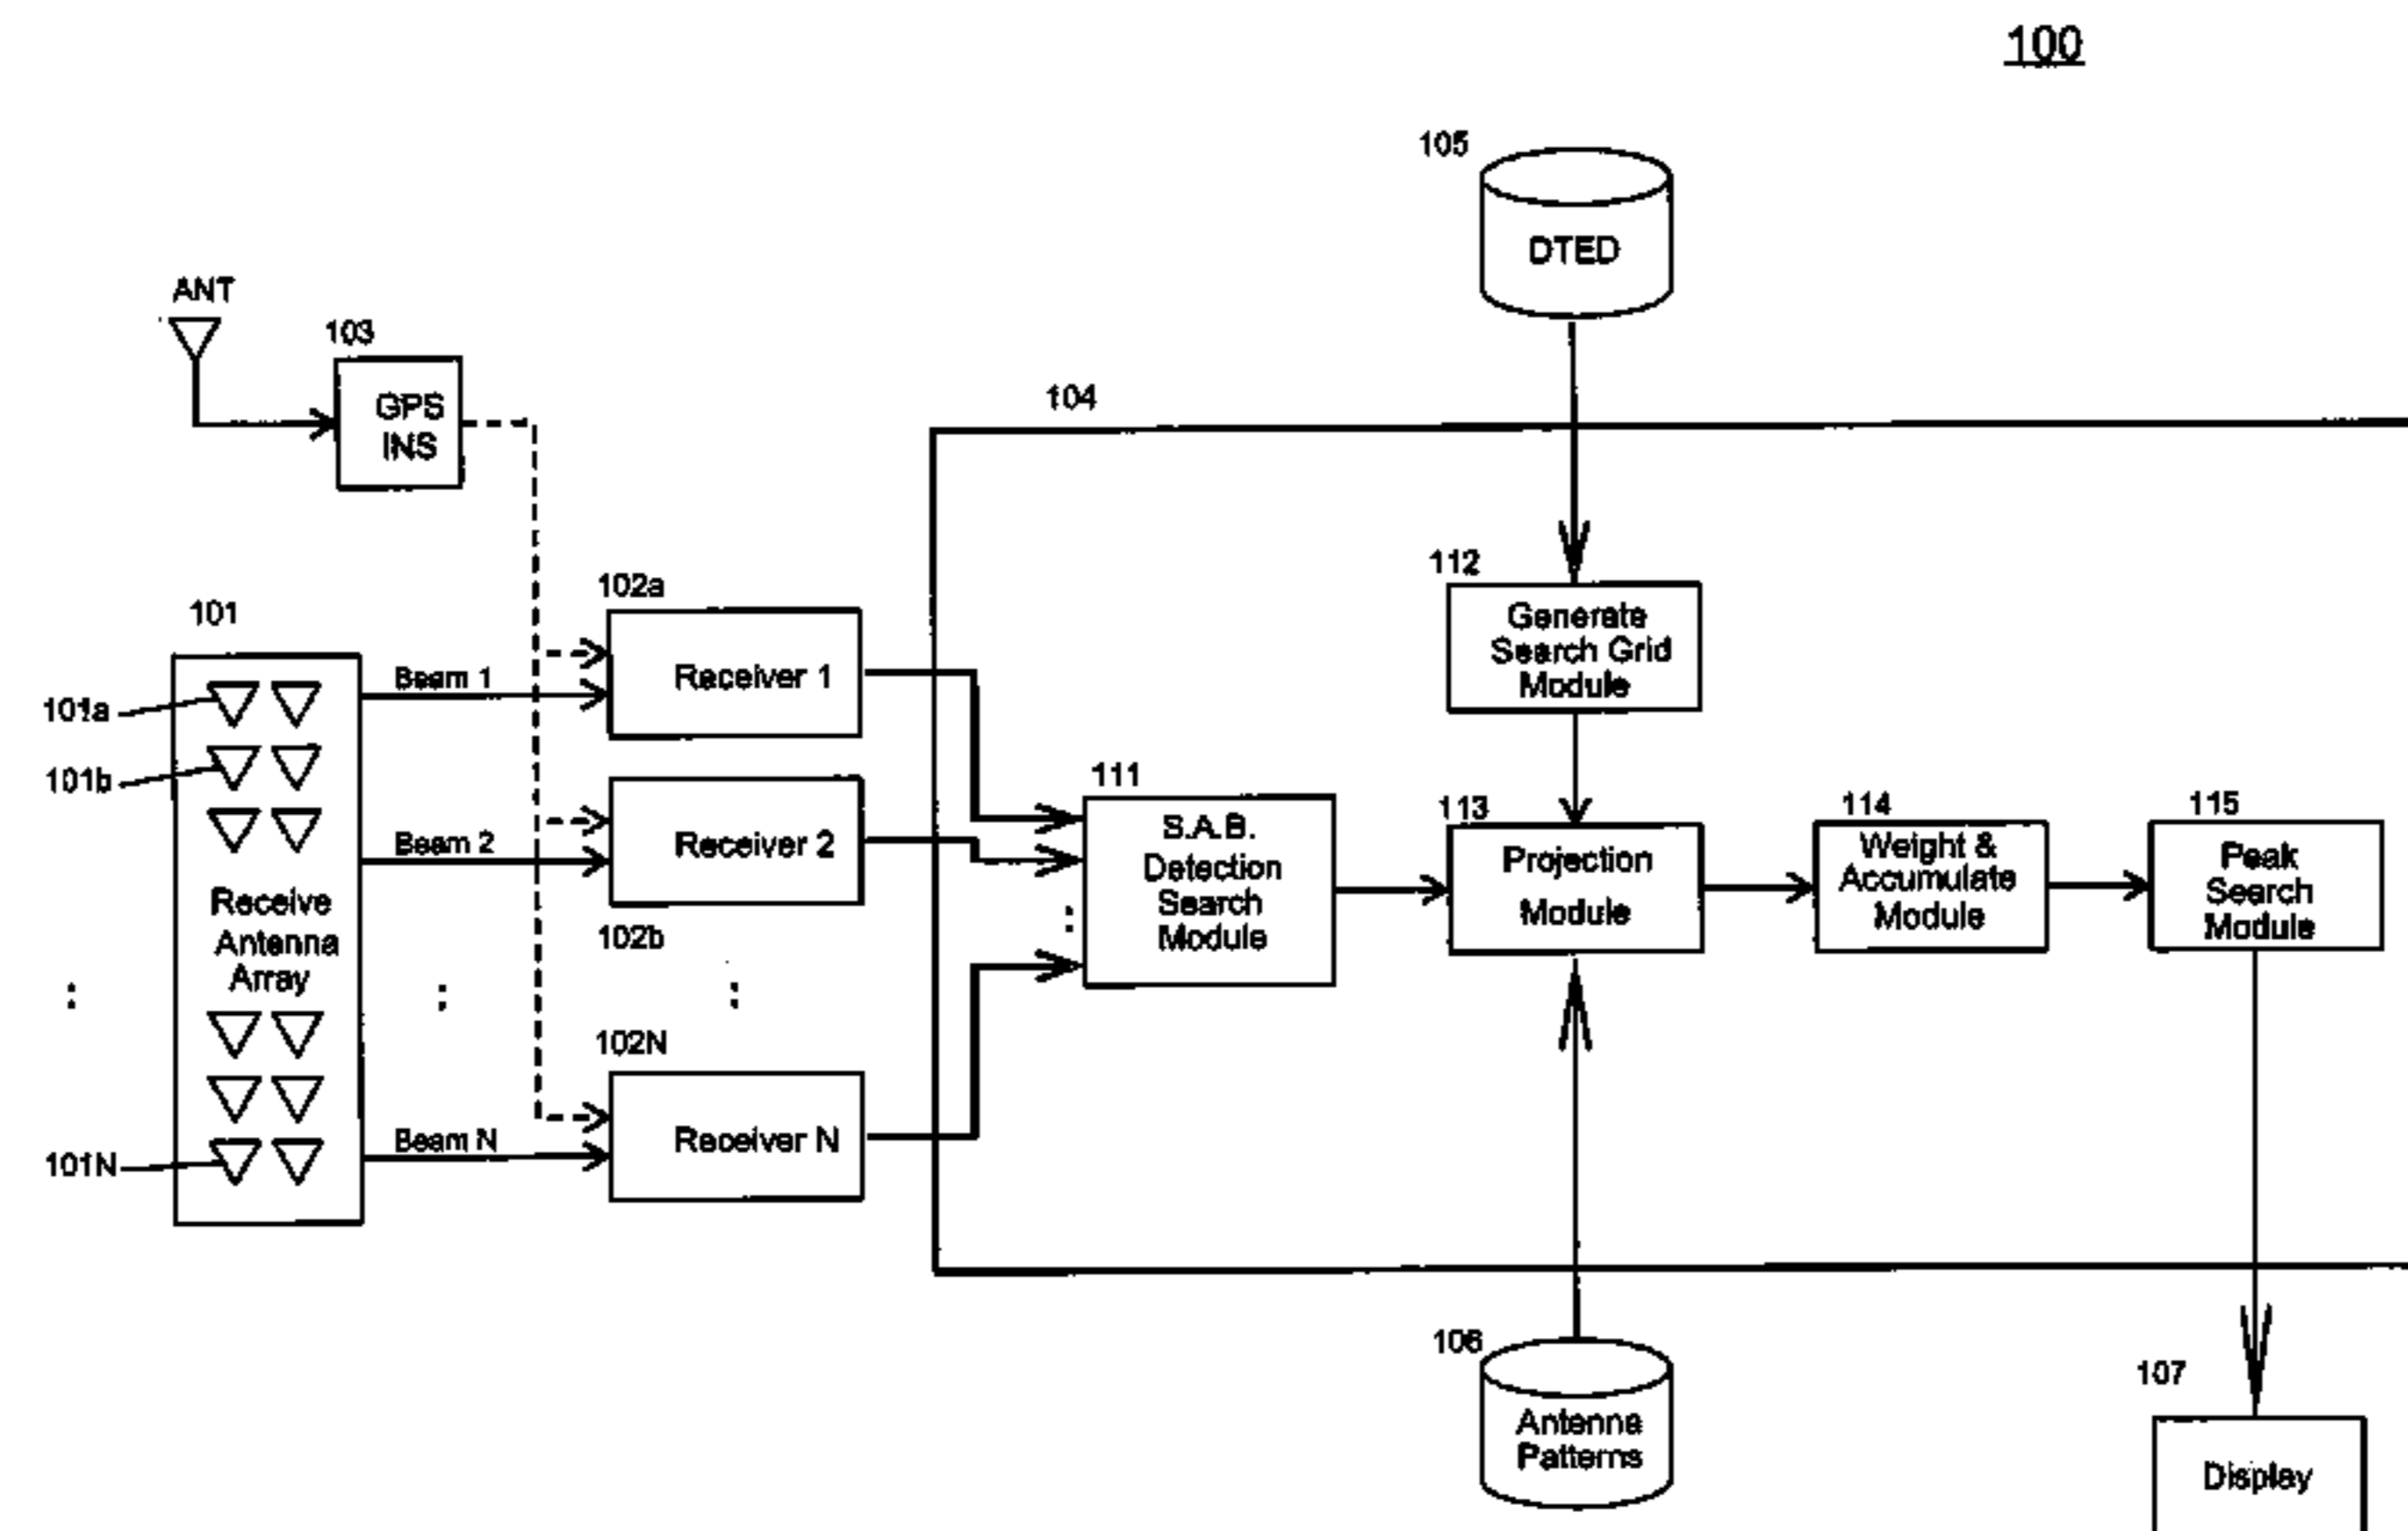 100
105
DTED
ANT
103
GPS
INS
104
112
Generate
Search Grid
Module
102a
Receiver 1
101
101a
101b
Beam 1
Beam 2
Receiver 2
102b
111
S.A.B.
Detection
Search
Module
:
113
Projection
Module
114
Weight &
Accumulate
Module
115
Peak
Search
Module
Receive
Antenna
Array
:
:
:
102N
Receiver N
Beam N
101N
106
Antenna
Patterns
107
Display